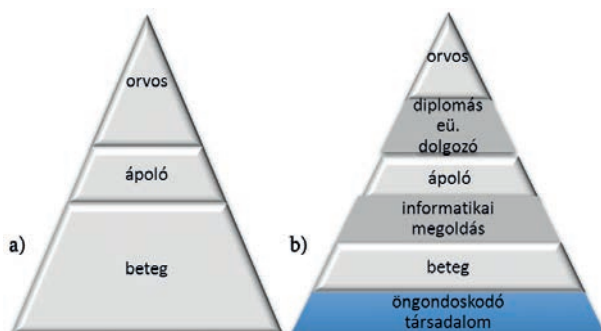 a)
orvos
ápoló
beteg
b)
orvos
diplomás
eü.
dolgozó
ápoló
informatikai
megoldás
beteg
öngondoskodó
társadalom